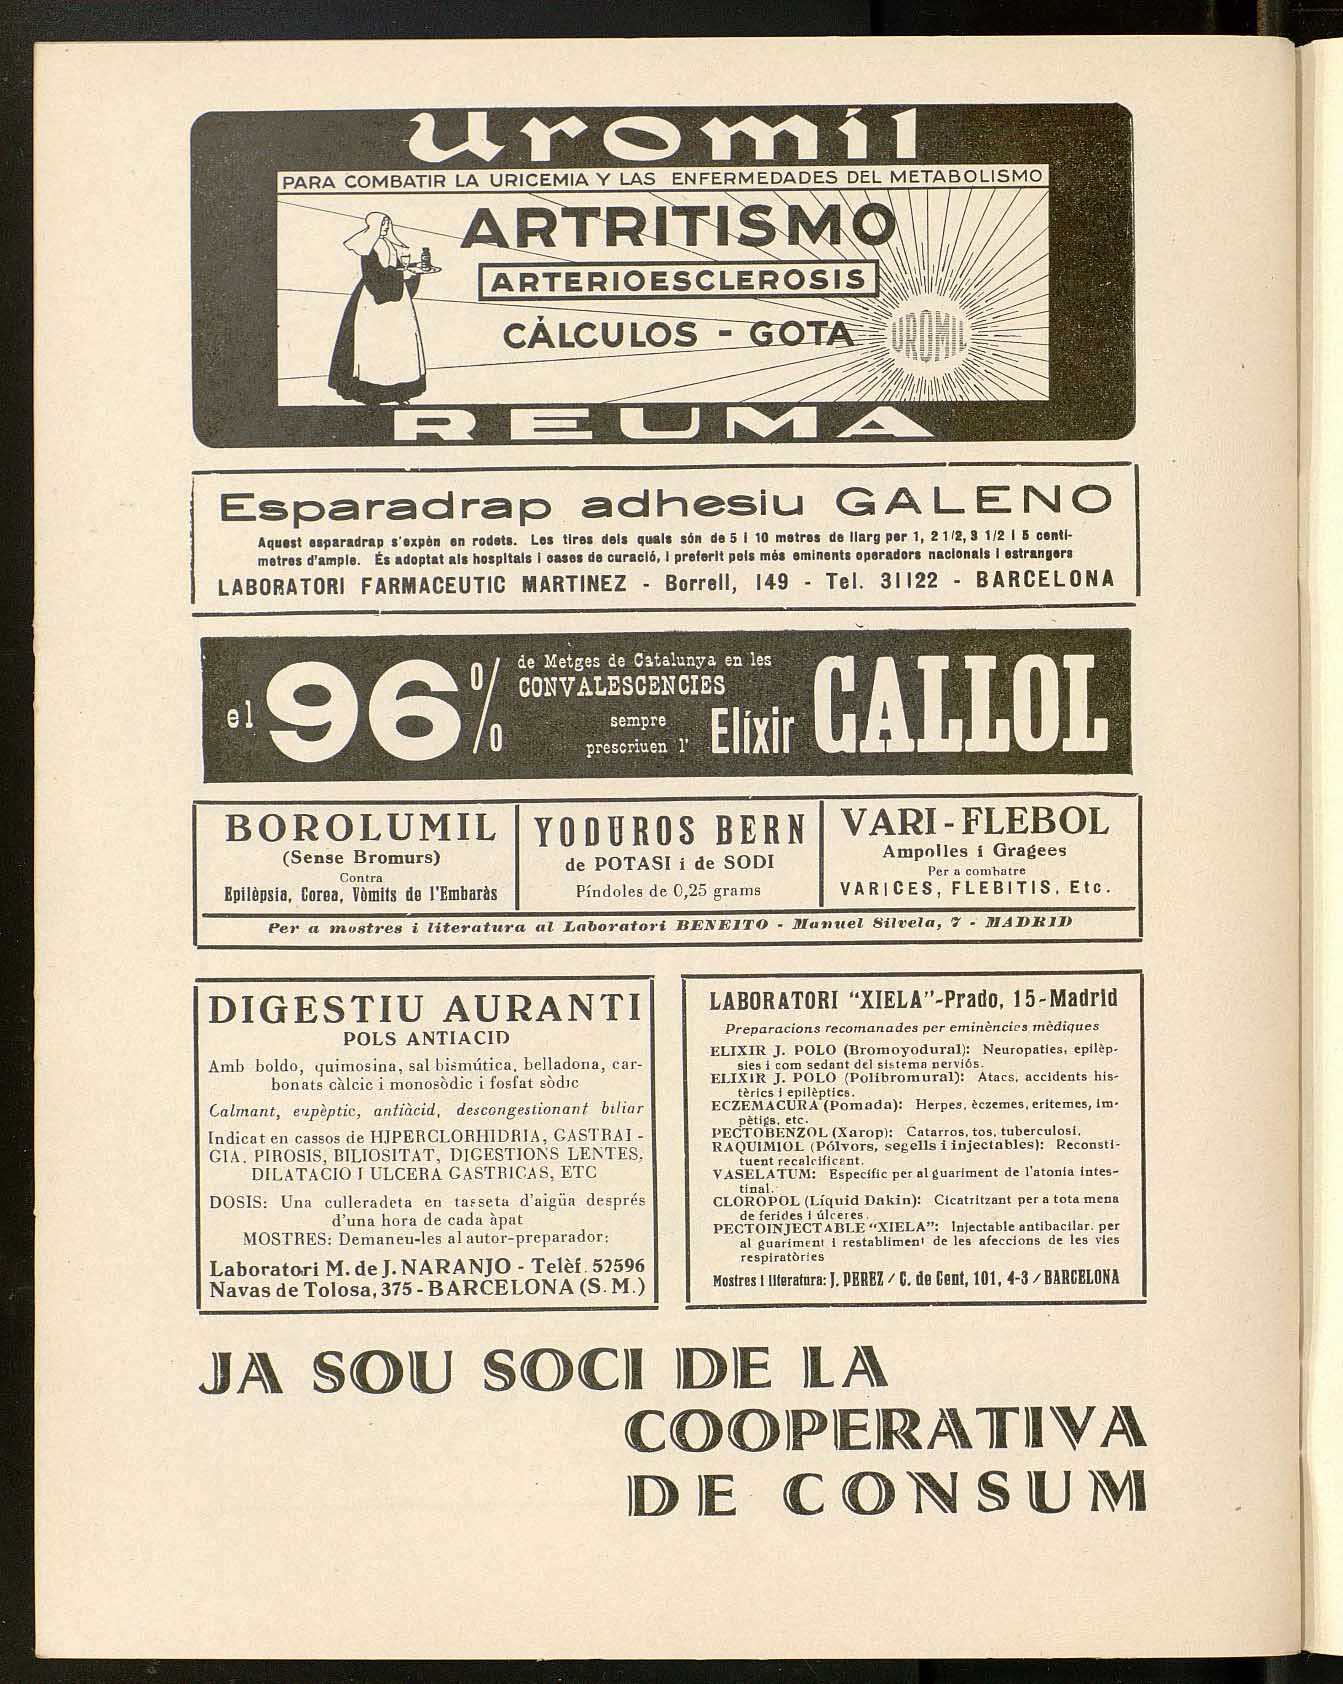 uromil
PARA COMBATIR LA URICEMIA Y LAS ENFERMEDADES DEL METABOLISMO
ARTRITISMO
ARTERIOESCLEROSIS
CÀLCULOS - GOTA
UROMIL
REUMA
Esparadrap adhesiu GALENO
Aquest esparadrap s'expèn en rodets. Les tires dels quals són de 5 i 10 metres de llarg per 1, 2 1/2, 3 1/2 i 5 centí-
metres d'ample. És adoptat als hospitals i cases de curació, i preferit pels més eminents operadors nacionals i estrangers
LABORATORI FARMACEUTIC MARTINEZ - Borrell, 149 - Tel. 31122 - BARCELONA
el 96 %
de Metges de Catalunya en les
CONVALESCENCIES
sempre
prescriuen l' Elíxir CALLOL
BOROLUMIL
(Sense Bromurs)
Contra
Epilèpsia, Corea, Vòmits de l'Embaràs
YODUROS BERN
de POTASI i de SODI
Píndoles de 0,25 grams
VARI-FLEBOL
Ampolles i Gragees
Per a combatre
VARICES, FLEBITIS, Etc.
Per a mostres i literatura al Laboratori BENEITO - Manuel Silvela, 7 - MADRID
DIGESTIU AURANTI
POLS ANTIACID
Amb boldo, quimosina, sal bismútica, belladona, car-
bonats càlcic i monosòdic i fosfat sòdic
Calmant, eupèptic, antiàcid, descongestionant biliar
Indicat en cassos de HIPERCLORHIDRIA, GASTRAL-
GIA, PIROSIS, BILIOSITAT, DIGESTIONS LENTES,
DILATACIO I ULCERA GASTRICAS, ETC
DOSIS: Una culleradeta en tasseta d'aigüa després
d'una hora de cada àpat
MOSTRES: Demaneu-les al autor-preparador:
Laboratori M. de J. NARANJO - Telèf. 52596
Navas de Tolosa, 375 - BARCELONA (S. M.)
LABORATORI "XIELA"-Prado, 15-Madrid
Preparacions recomanades per eminències mèdiques
ELIXIR J. POLO (Bromoyodural): Neuropaties, epilèp-
sies i com sedant del sistema nerviós.
ELIXIR J. POLO (Polibromural): Atacs, accidents his-
tèrics i epilèptics.
ECZEMACURA (Pomada): Herpes, èczemes, eritemes, im-
pètigs, etc.
PECTOBENZOL (Xarop): Catarros, tos, tuberculosi.
RAQUIMIOL (Pólvors, segells i injectables): Reconsti-
tuent recalcificant.
VASELATUM: Específic per al guariment de l'atonia intes-
tinal.
CLOROPOL (Líquid Dakin): Cicatritzant per a tota mena
de ferides i úlceres.
PECTOINJECTABLE "XIELA": Injectable antibacilar, per
al guariment i restabliment de les afeccions de les vies
respiratòries
Mostres i literatura: J. PEREZ / C. de Cent, 101, 4-3 / BARCELONA
JA SOU SOCI DE LA
COOPERATIVA
DE CONSUM